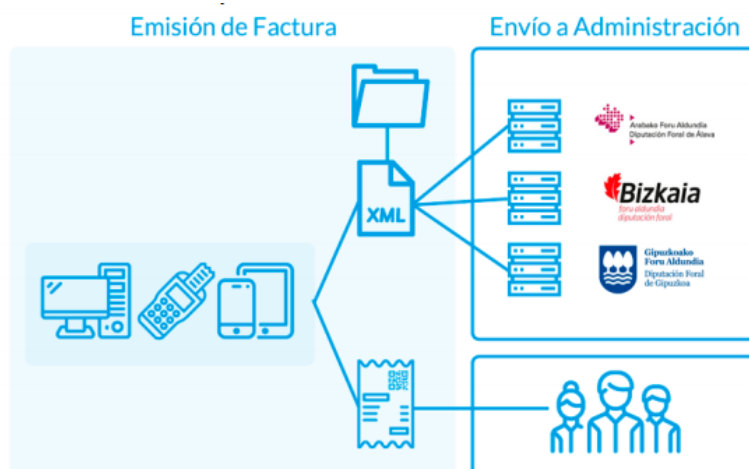 Emisión de Factura
Envío a Administración
Arabako Foru Aldundia
Diputación Foral de Álava
XML
Bizkaia
foru aldundia
diputación foral
Gipuzkoako
Foru Aldundia
Diputación Foral
de Gipuzkoa